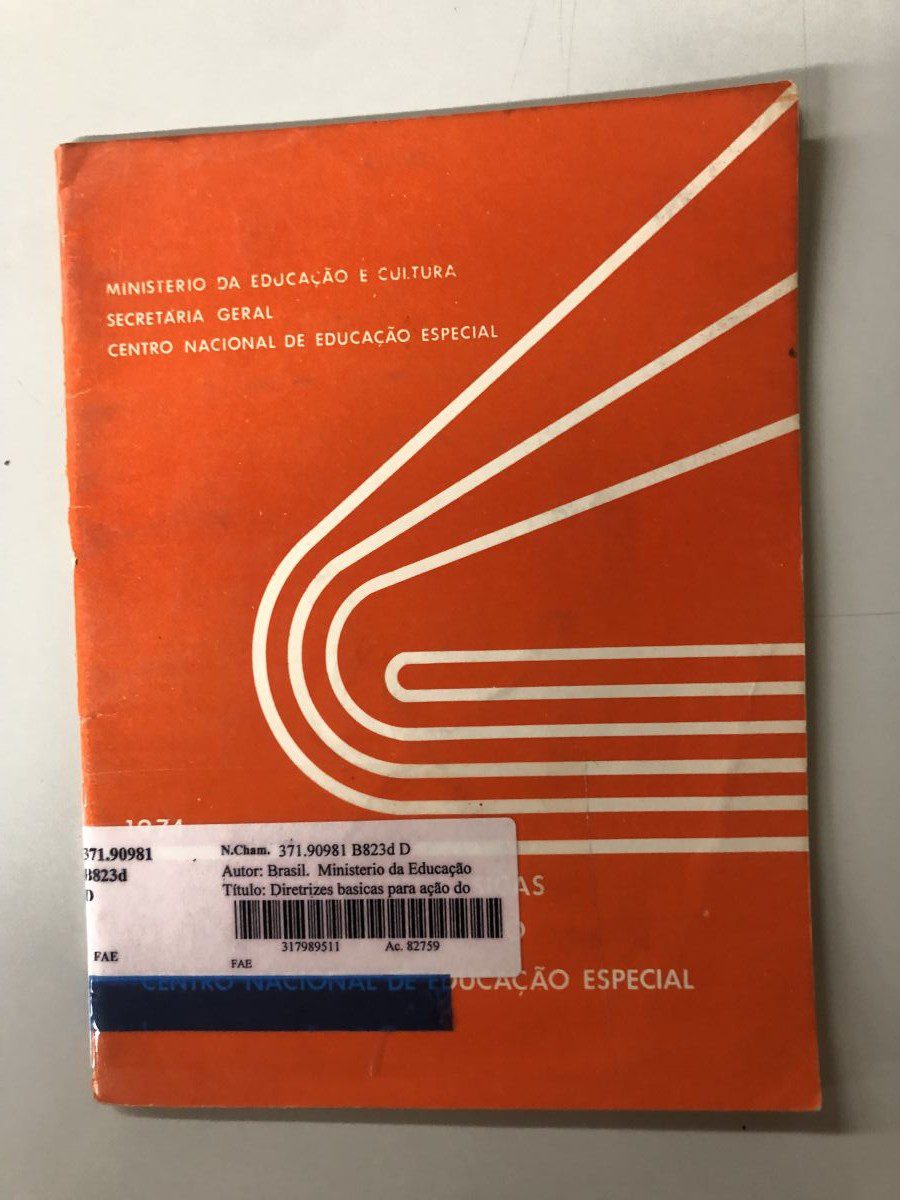 MINISTERIO DA EDUCAÇÃO E CULTURA
SECRETARIA GERAL
CENTRO NACIONAL DE EDUCAÇÃO ESPECIAL
1974
371.90981
B823d
D
FAE
N.Cham. 371.90981 B823d D
Autor: Brasil. Ministerio da Educação
Título: Diretrizes basicas para ação do
317989511 Ac. 82759
FAE
CENTRO NACIONAL DE EDUCAÇÃO ESPECIAL